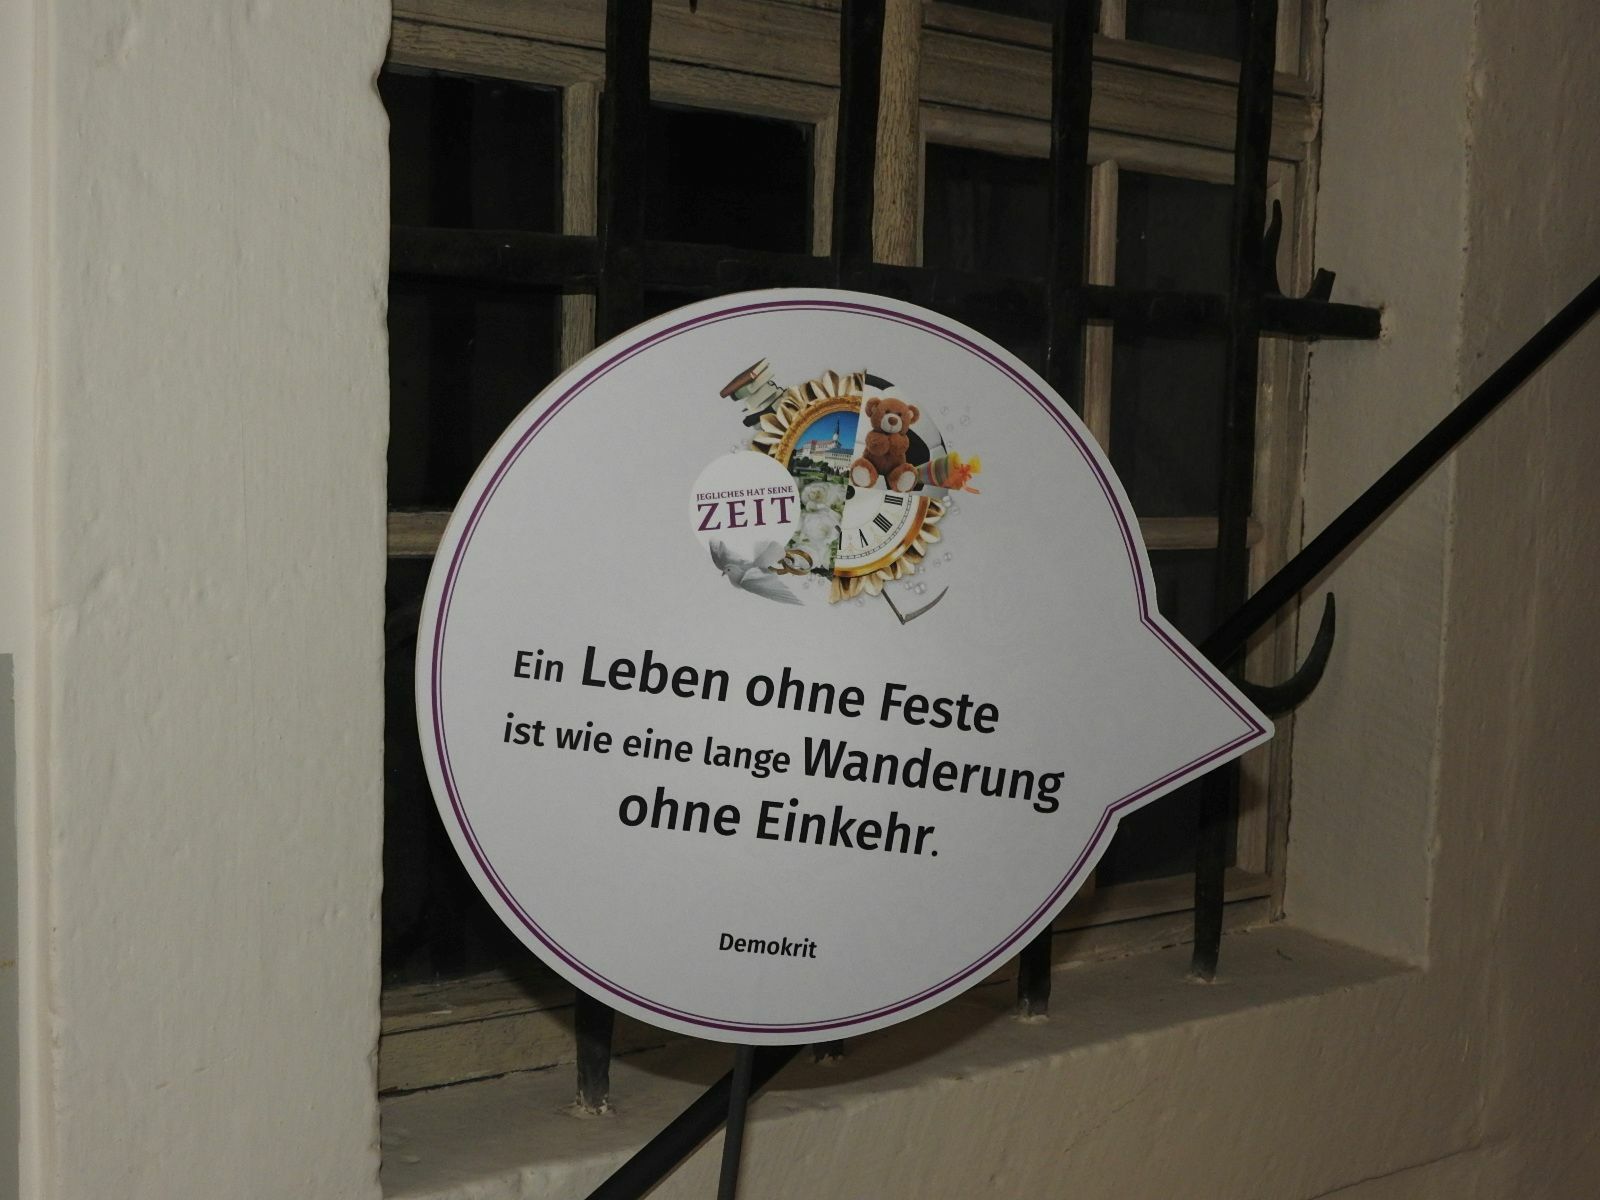 JEGLICHES HAT SEINE
ZEIT
Ein Leben ohne Feste
ist wie eine lange Wanderung
ohne Einkehr.
Demokrit